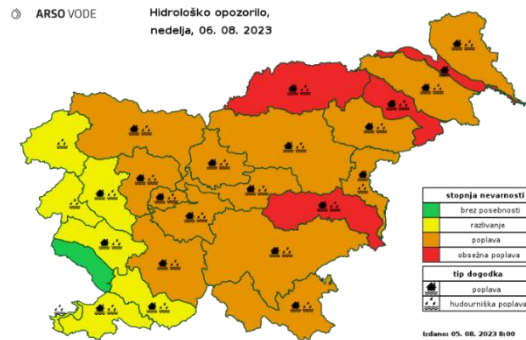 ARSO VODE
Hidrološko opozorilo,
nedelja, 06. 08. 2023
stopnja nevarnosti
brez posebnosti
razlivanje
poplava
obsežna poplava
tip dogodka
poplava
hudourniška poplava
Izdano: 05. 08. 2023 8:00